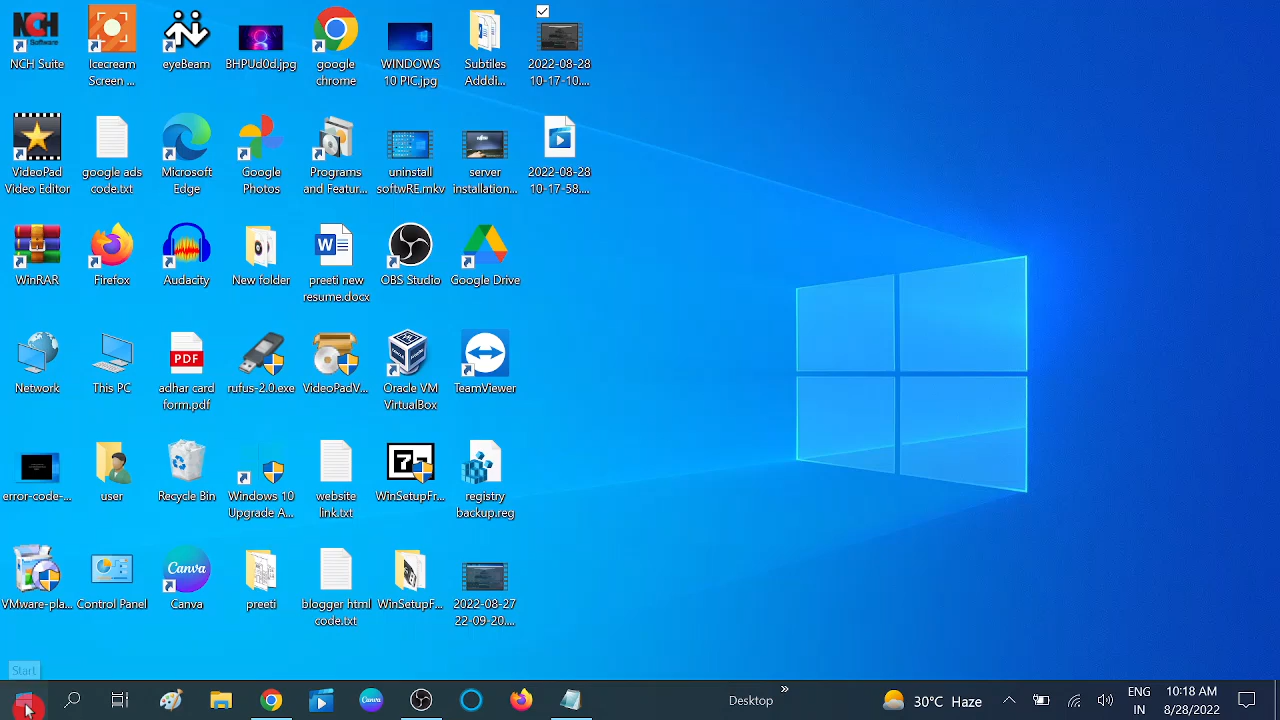 NCH Suite
Icecream
Screen ...
eyeBeam
BHPUd0d.jpg
google
chrome
WINDOWS
10 PIC.jpg
Subtiles
Adddi...
2022-08-28
10-17-10....
VideoPad
Video Editor
google ads
code.txt
Microsoft
Edge
Google
Photos
Programs
and Featur...
uninstall
softwRE.mkv
server
installation...
2022-08-28
10-17-58....
WinRAR
Firefox
Audacity
New folder
preeti new
resume.docx
OBS Studio
Google Drive
Network
This PC
PDF
adhar card
form.pdf
rufus-2.0.exe
VideoPadV...
Oracle VM
VirtualBox
TeamViewer
error-code-...
user
Recycle Bin
Windows 10
Upgrade A...
website
link.txt
WinSetupFr...
registry
backup.reg
VMware-pla...
Control Panel
Canva
Canva
preeti
blogger html
code.txt
WinSetupF...
2022-08-27
22-09-20....
Start
Canva
Desktop
30°C Haze
ENG
IN
10:18 AM
8/28/2022